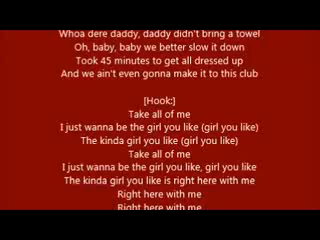 Whoa dere daddy, daddy didn't bring a towel
Oh, baby, baby we better slow it down
Took 45 minutes to get all dressed up
And we ain't even gonna make it to this club
[Hook:]
Take all of me
I just wanna be the girl you like (girl you like)
The kinda girl you like (girl you like)
Take all of me
I just wanna be the girl you like, girl you like
The kinda girl you like is right here with me
Right here with me
Right here with me